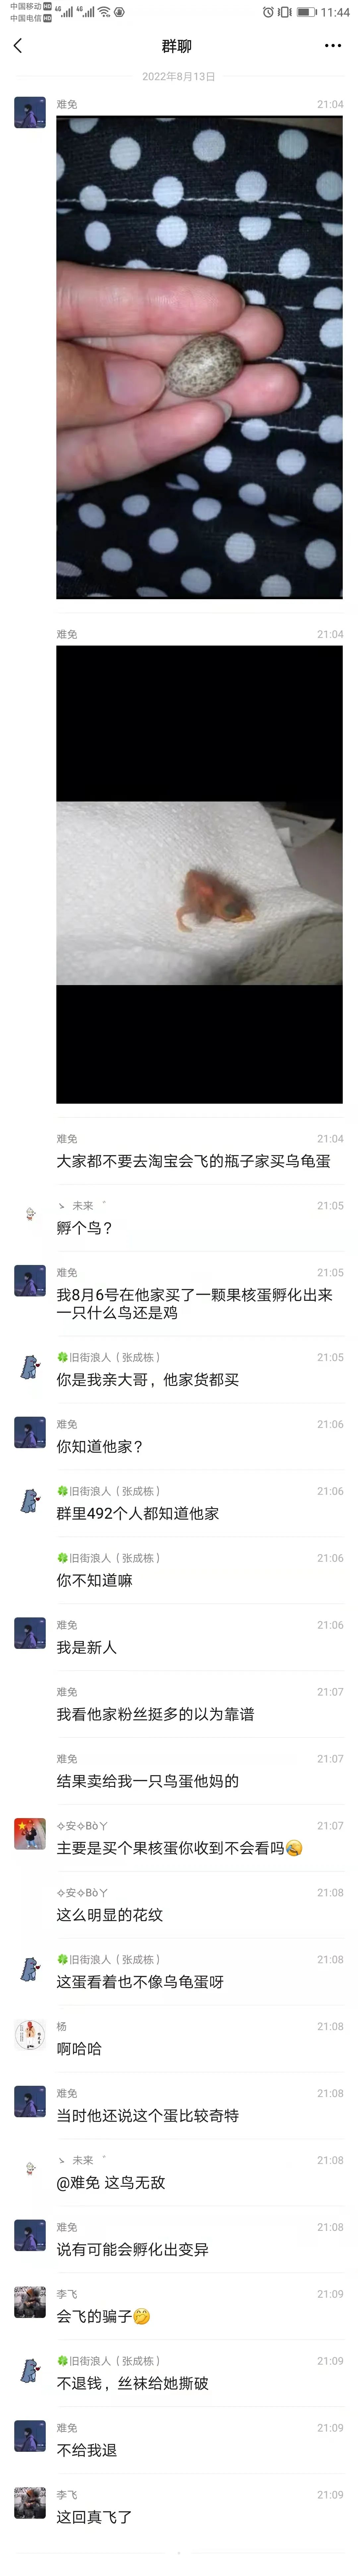 中国移动 HD 4G 4G 11:44
中国电信 HD
群聊
2022年8月13日
难免 21:04
难免 21:04
难免 21:04
大家都不要去淘宝会飞的瓶子家买乌龟蛋
未来 21:05
孵个鸟？
难免 21:05
我8月6号在他家买了一颗果核蛋孵化出来
一只什么鸟还是鸡
🍀旧街浪人（张成栋） 21:05
你是我亲大哥，他家货都买
难免 21:06
你知道他家？
🍀旧街浪人（张成栋） 21:06
群里492个人都知道他家
🍀旧街浪人（张成栋） 21:06
你不知道嘛
难免 21:06
我是新人
难免 21:07
我看他家粉丝挺多的以为靠谱
难免 21:07
结果卖给我一只鸟蛋他妈的
✧安✧Bòㄚ 21:07
主要是买个果核蛋你收到不会看吗
✧安✧Bòㄚ 21:08
这么明显的花纹
🍀旧街浪人（张成栋） 21:08
这蛋看着也不像乌龟蛋呀
杨 21:08
啊哈哈
难免 21:08
当时他还说这个蛋比较奇特
未来 21:08
@难免 这鸟无敌
难免 21:08
说有可能会孵化出变异
李飞 21:09
会飞的骗子🤭
🍀旧街浪人（张成栋） 21:09
不退钱，丝袜给她撕破
难免 21:09
不给我退
李飞 21:09
这回真飞了